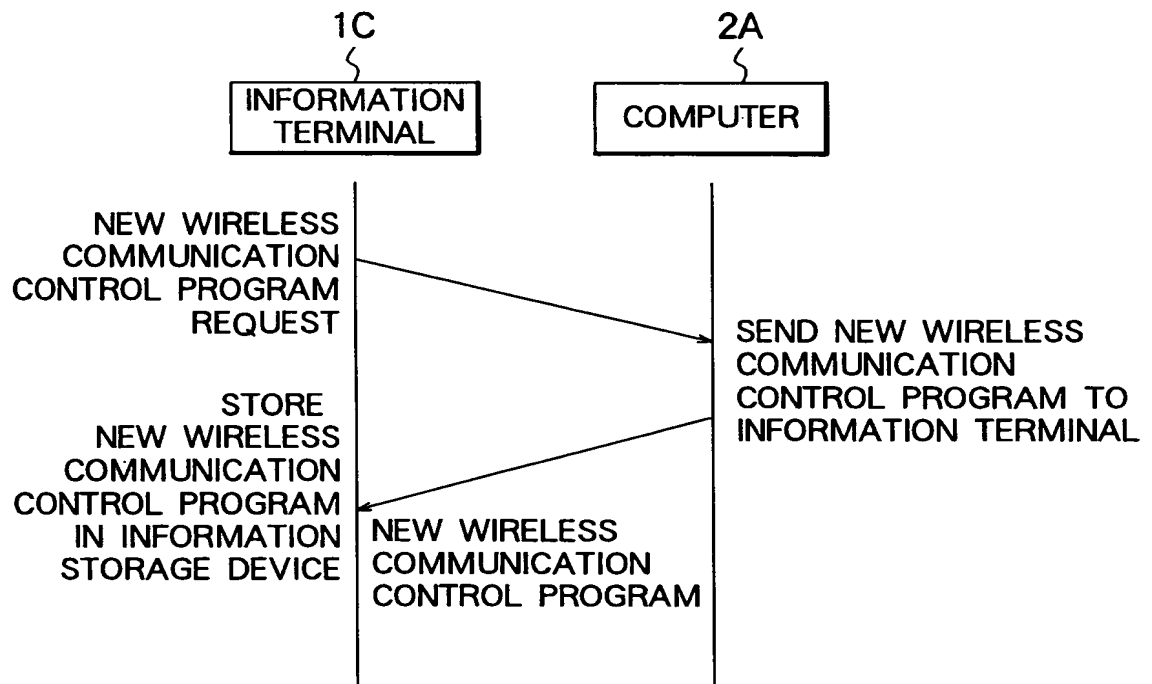 1C
2A
INFORMATION
TERMINAL
COMPUTER
NEW WIRELESS
COMMUNICATION
CONTROL PROGRAM
REQUEST
SEND NEW WIRELESS
COMMUNICATION
CONTROL PROGRAM TO
INFORMATION TERMINAL
STORE
NEW WIRELESS
COMMUNICATION
CONTROL PROGRAM
IN INFORMATION
STORAGE DEVICE
NEW WIRELESS
COMMUNICATION
CONTROL PROGRAM